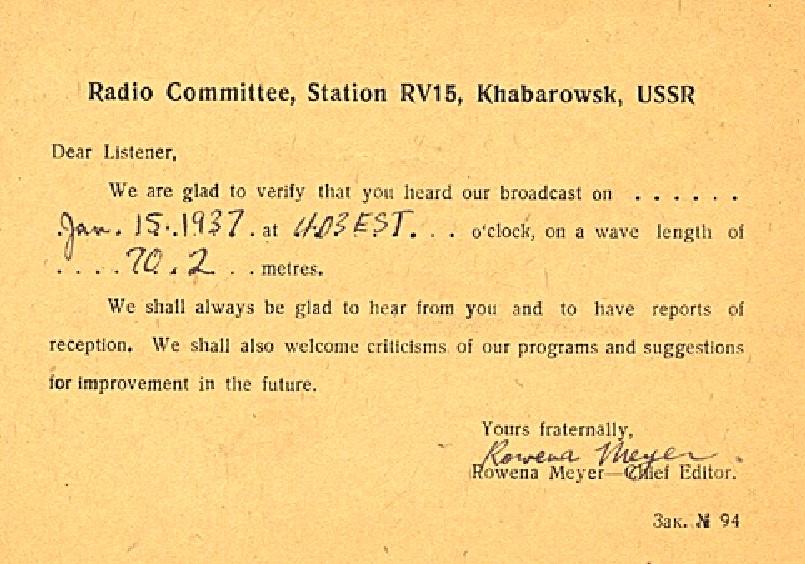 Radio Committee, Station RV15, Khabarowsk, USSR
Dear Listener,
We are glad to verify that you heard our broadcast on . . . . . .
Jan. 15. 1937. at 4.03 EST. . . o'clock, on a wave length of
. . . . 70.2 . . metres.
We shall always be glad to hear from you and to have reports of
reception. We shall also welcome criticisms of our programs and suggestions
for improvement in the future.
Yours fraternally,
Rowena Meyer
Rowena Meyer—Chief Editor.
Зак. № 94